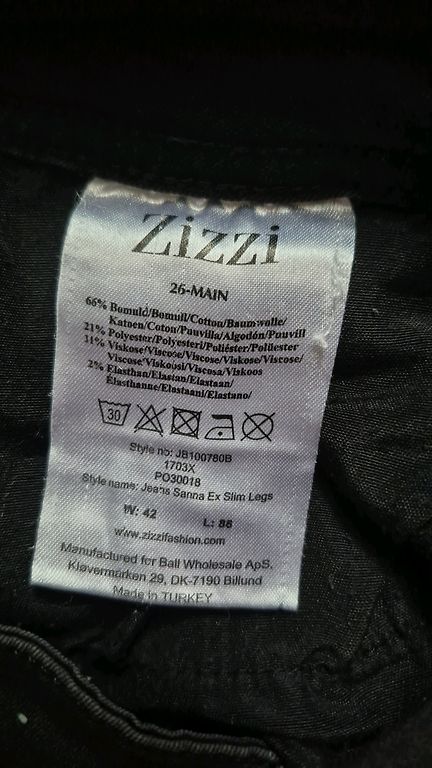 Zizzi
26-MAIN
66% Bomuld/Bomull/Cotton/Baumwolle/
Katoen/Coton/Puuvilla/Algodón/Puuvill
21% Polyester/Polyesteri/Poliéster/Polüester
11% Viskose/Viscose/Viscose/Viskose/Viscose/
Viscose/Viskoosi/Viscosa/Viskoos
2% Elasthan/Elastan/Elastaan/
Élasthanne/Elastaani/Elastano/
30
Style no: JB100780B
1703X
PO30018
Style name: Jeans Sanna Ex Slim Legs
W: 42 L: 88
www.zizzifashion.com
Manufactured for Ball Wholesale ApS,
Kløvermarken 29, DK-7190 Billund
Made in TURKEY